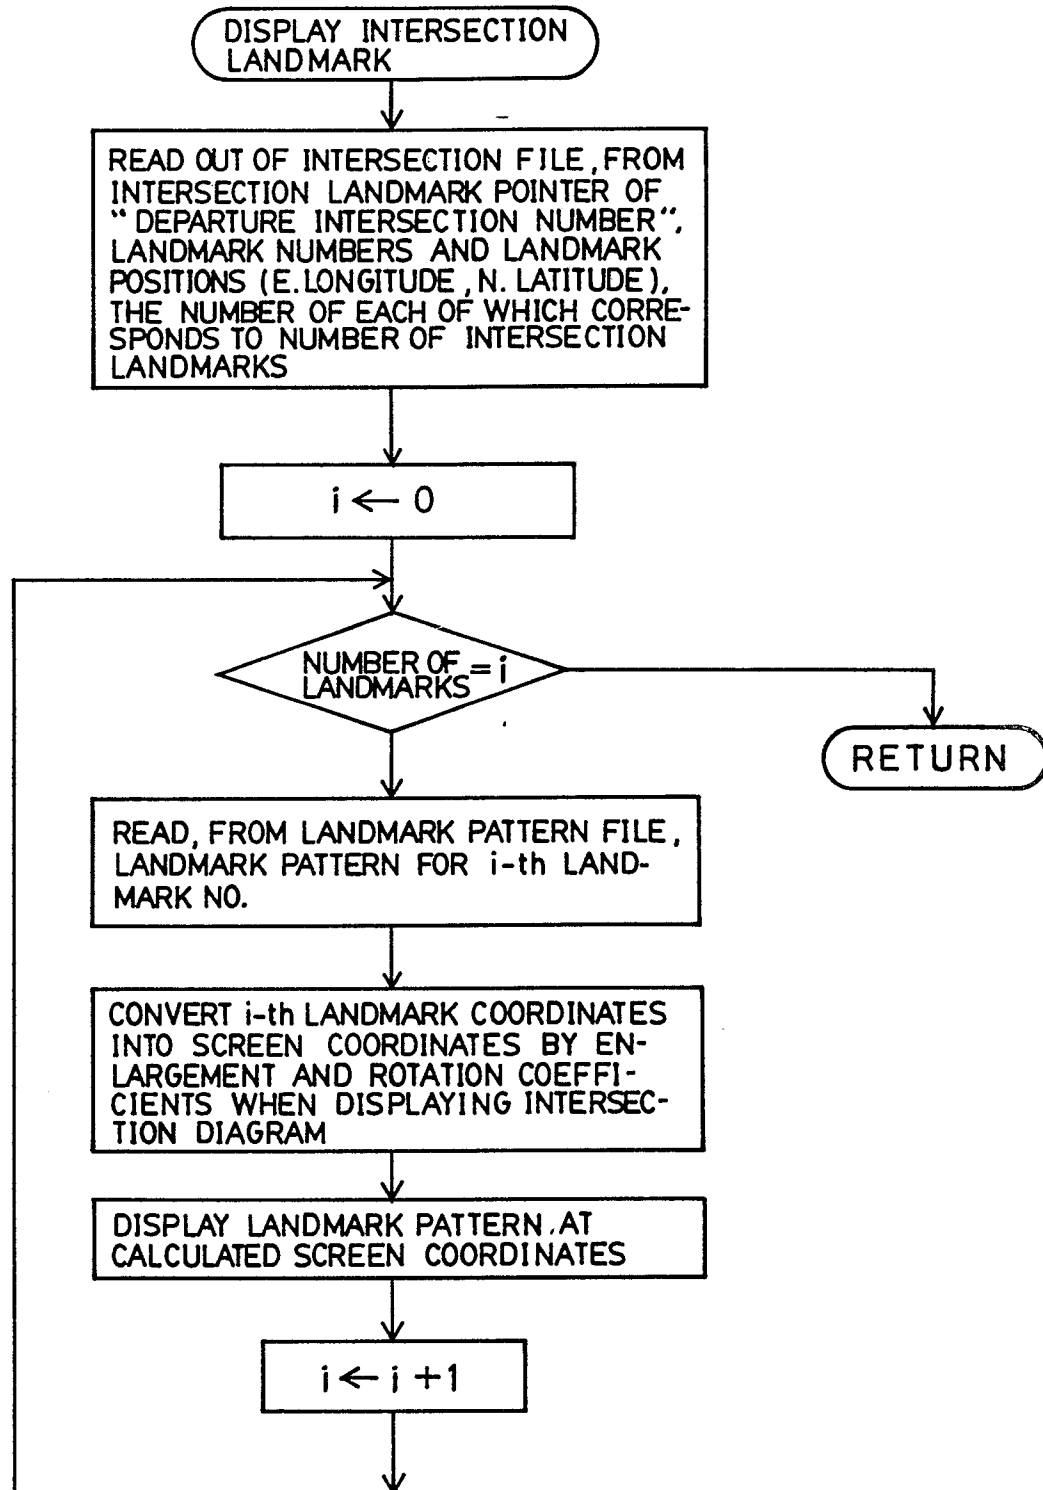 DISPLAY INTERSECTION
LANDMARK
READ OUT OF INTERSECTION FILE, FROM
INTERSECTION LANDMARK POINTER OF
"DEPARTURE INTERSECTION NUMBER",
LANDMARK NUMBERS AND LANDMARK
POSITIONS (E. LONGITUDE, N. LATITUDE),
THE NUMBER OF EACH OF WHICH CORRE-
SPONDS TO NUMBER OF INTERSECTION
LANDMARKS
i ← 0
NUMBER OF
LANDMARKS = i
RETURN
READ, FROM LANDMARK PATTERN FILE,
LANDMARK PATTERN FOR i-th LAND-
MARK NO.
CONVERT i-th LANDMARK COORDINATES
INTO SCREEN COORDINATES BY EN-
LARGEMENT AND ROTATION COEFFI-
CIENTS WHEN DISPLAYING INTERSEC-
TION DIAGRAM
DISPLAY LANDMARK PATTERN AT
CALCULATED SCREEN COORDINATES
i ← i + 1